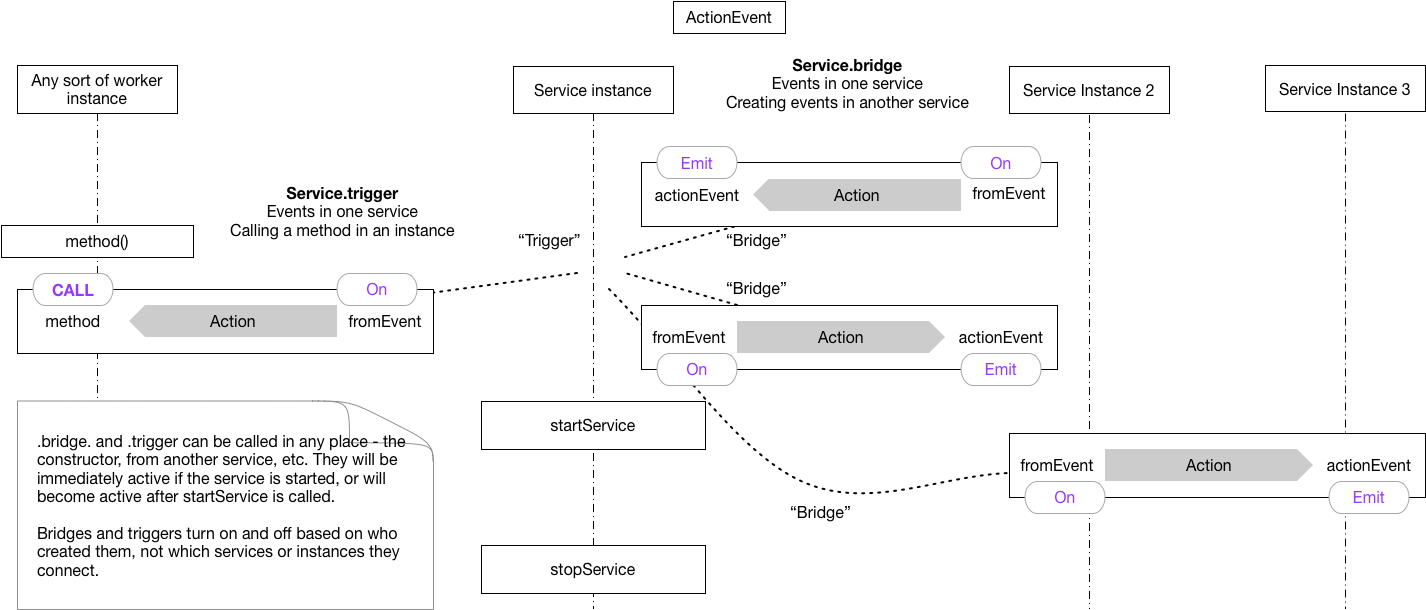 ActionEvent
Any sort of worker
instance
Service instance
Service.bridge
Events in one service
Creating events in another service
Service Instance 2
Service Instance 3
Emit
On
actionEvent
Action
fromEvent
Service.trigger
Events in one service
Calling a method in an instance
method()
“Trigger”
“Bridge”
CALL
On
method
Action
fromEvent
“Bridge”
fromEvent
Action
actionEvent
On
Emit
startService
.bridge. and .trigger can be called in any place - the
constructor, from another service, etc. They will be
immediately active if the service is started, or will
become active after startService is called.
Bridges and triggers turn on and off based on who
created them, not which services or instances they
connect.
fromEvent
Action
actionEvent
On
Emit
“Bridge”
stopService